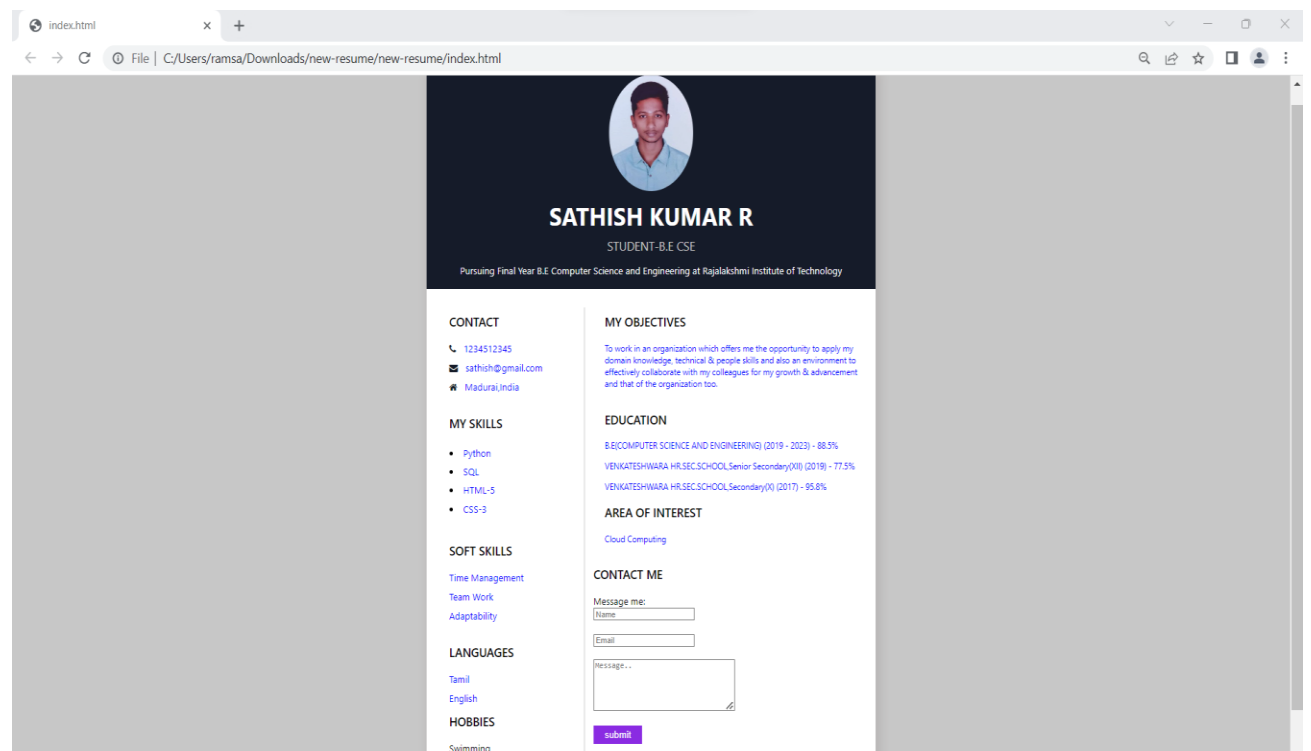 index.html
File | C:/Users/ramsa/Downloads/new-resume/new-resume/index.html
SATHISH KUMAR R
STUDENT-B.E CSE
Pursuing Final Year B.E Computer Science and Engineering at Rajalakshmi Institute of Technology
CONTACT
1234512345
sathish@gmail.com
Madurai,India
MY SKILLS
Python
SQL
HTML-5
CSS-3
SOFT SKILLS
Time Management
Team Work
Adaptability
LANGUAGES
Tamil
English
HOBBIES
Swimming
MY OBJECTIVES
To work in an organization which offers me the opportunity to apply my
domain knowledge, technical & people skills and also an environment to
effectively collaborate with my colleagues for my growth & advancement
and that of the organization too.
EDUCATION
B.E(COMPUTER SCIENCE AND ENGINEERING) (2019 - 2023) - 88.5%
VENKATESHWARA HR.SEC.SCHOOL,Senior Secondary(XII) (2019) - 77.5%
VENKATESHWARA HR.SEC.SCHOOL,Secondary(X) (2017) - 95.8%
AREA OF INTEREST
Cloud Computing
CONTACT ME
Message me:
Name
Email
Message..
submit